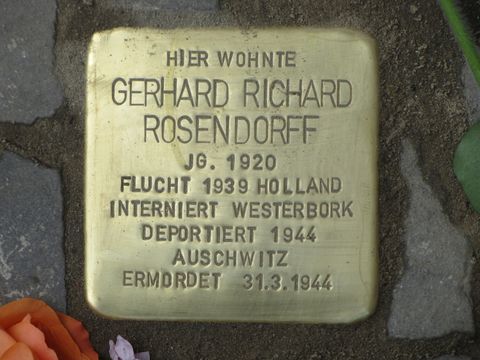 HIER WOHNTE
GERHARD RICHARD
ROSENDORFF
JG. 1920
FLUCHT 1939 HOLLAND
INTERNIERT WESTERBORK
DEPORTIERT 1944
AUSCHWITZ
ERMORDET 31.3.1944